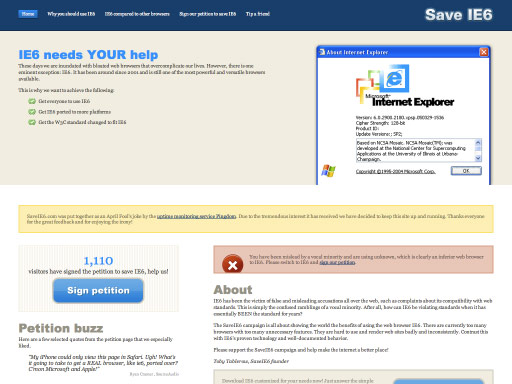 Home Why you should use IE6 IE6 compared to other browsers Sign our petition to save IE6 Try a friend
Save IE6
IE6 needs YOUR help
These days we are inundated with bloated web browsers that overcomplicate our lives. However, there is one
eminent exception: IE6. It has been around since 2001 and is still one of the most powerful and versatile browsers
available.
This is why we want to achieve the following:
Get everyone to use IE6
Get IE6 ported to more platforms
Get the W3C standard changed to fit IE6
About Internet Explorer
Microsoft
Internet Explorer
Version: 6.0.2900.2180.xpsp.050329-1536
Cipher Strength: 128-bit
Product ID:
Update Versions:; SP2;
Based on NCSA Mosaic. NCSA Mosaic(TM); was
developed at the National Center for Supercomputing
Applications at the University of Illinois at Urbana-
Champaign.
Copyright ©1995-2004 Microsoft Corp.
OK
SaveIE6.com was put together as an April Fool's joke by the uptime monitoring service Pingdom. Due to the tremendous interest it has received we have decided to keep this site up and running. Thanks everyone
for the great feedback and for enjoying the irony!
1,110
visitors have signed the petition to save IE6, help us!
Sign petition
Petition buzz
Here are a few selected quotes from the petition page that we especially
liked.
"My iPhone could only view this page in Safari. Ugh! What's
it going to take to get a REAL browser, like ie6, ported over?
C'mon Microsoft and Apple!"
You have been mislead by a vocal minority and are using unknown, which is clearly an inferior web browser
to IE6. Please switch to IE6 and sign our petition.
About
IE6 has been the victim of false and misleading accusations all over the web, such as complaints about its compatibility with web
standards. This is simply the confused ramblings of a vocal minority. After all, how can IE6 be violating standards when it has
essentially BEEN the standard for years?
The Save IE6 campaign is all about showing the world the benefits of using the web browser IE6. There are currently too many
browsers with too many unnecessary features. They are hard to use and render web sites badly and inconsistently. Contrast this
with IE6's proven technology and well-documented behavior.
Please support the SaveIE6 campaign and help make the internet a better place!
Toby Tablerus, SaveIE6 founder
Download IE6 customized for your needs now! Just answer the simple